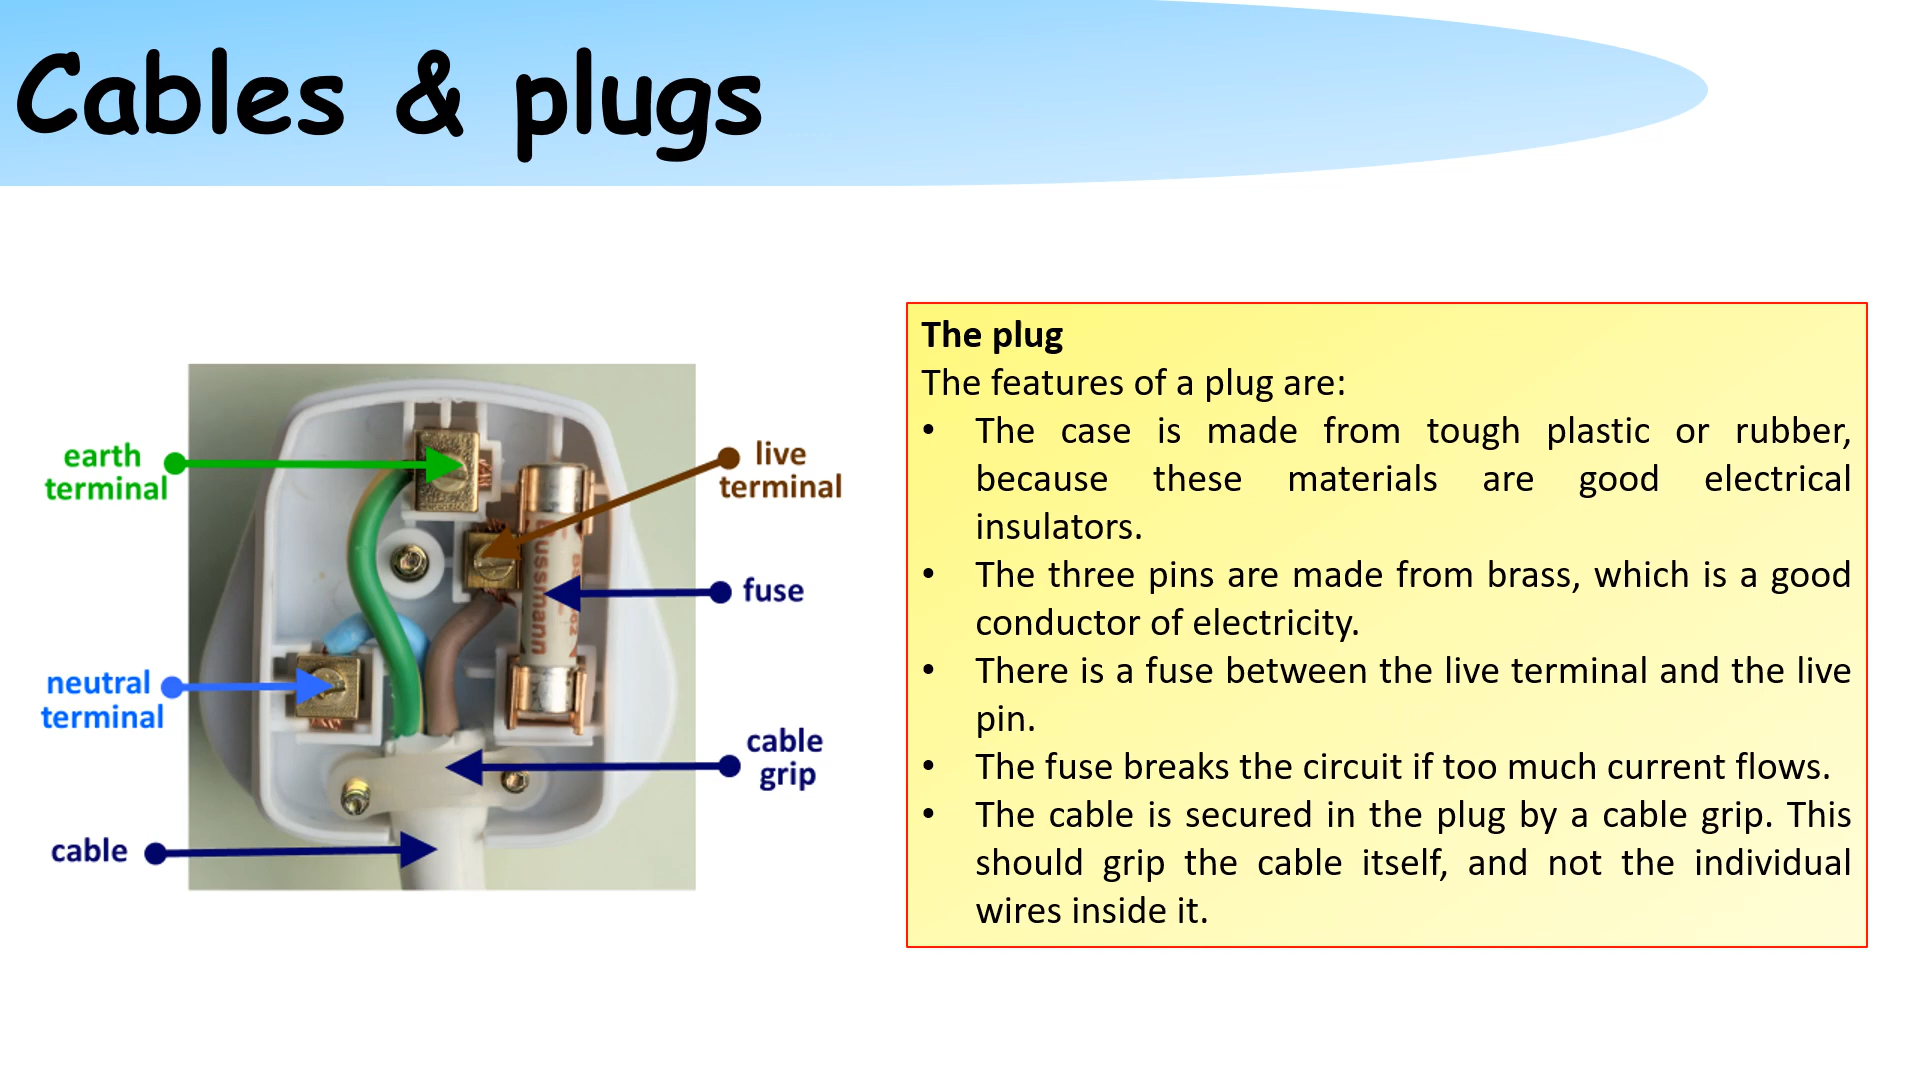 Cables & plugs
earth
terminal
live
terminal
fuse
neutral
terminal
cable
grip
cable
Bussmann
The plug
The features of a plug are:
• The case is made from tough plastic or rubber,
because these materials are good electrical
insulators.
• The three pins are made from brass, which is a good
conductor of electricity.
• There is a fuse between the live terminal and the live
pin.
• The fuse breaks the circuit if too much current flows.
• The cable is secured in the plug by a cable grip. This
should grip the cable itself, and not the individual
wires inside it.